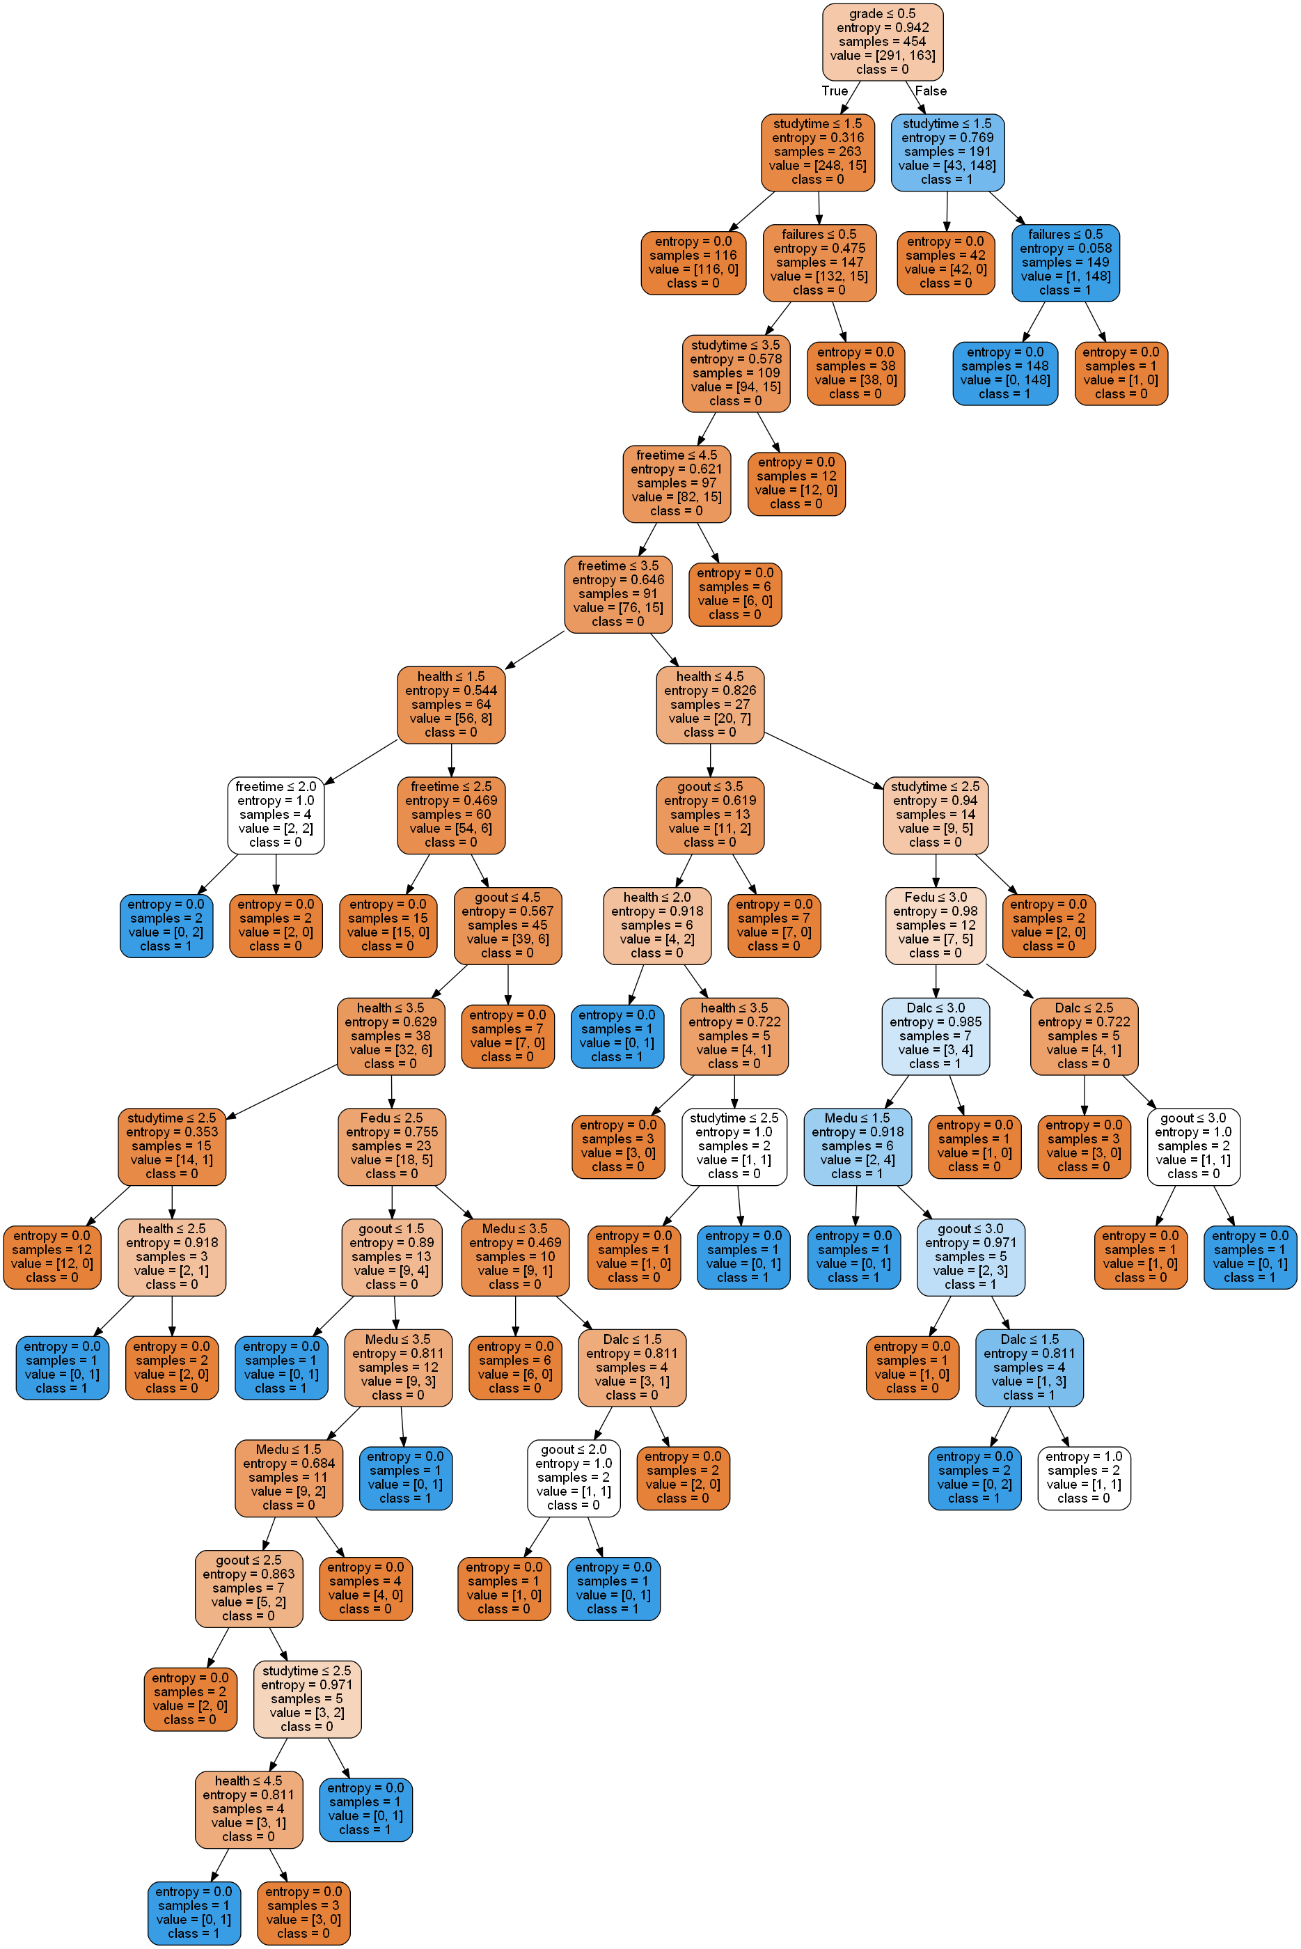 grade ≤ 0.5
entropy = 0.942
samples = 454
value = [291, 163]
class = 0
True
False
studytime ≤ 1.5
entropy = 0.316
samples = 263
value = [248, 15]
class = 0
studytime ≤ 1.5
entropy = 0.769
samples = 191
value = [43, 148]
class = 1
entropy = 0.0
samples = 116
value = [116, 0]
class = 0
failures ≤ 0.5
entropy = 0.475
samples = 147
value = [132, 15]
class = 0
entropy = 0.0
samples = 42
value = [42, 0]
class = 0
failures ≤ 0.5
entropy = 0.058
samples = 149
value = [1, 148]
class = 1
studytime ≤ 3.5
entropy = 0.578
samples = 109
value = [94, 15]
class = 0
entropy = 0.0
samples = 38
value = [38, 0]
class = 0
entropy = 0.0
samples = 148
value = [0, 148]
class = 1
entropy = 0.0
samples = 1
value = [1, 0]
class = 0
freetime ≤ 4.5
entropy = 0.621
samples = 97
value = [82, 15]
class = 0
entropy = 0.0
samples = 12
value = [12, 0]
class = 0
freetime ≤ 3.5
entropy = 0.646
samples = 91
value = [76, 15]
class = 0
entropy = 0.0
samples = 6
value = [6, 0]
class = 0
health ≤ 1.5
entropy = 0.544
samples = 64
value = [56, 8]
class = 0
health ≤ 4.5
entropy = 0.826
samples = 27
value = [20, 7]
class = 0
freetime ≤ 2.0
entropy = 1.0
samples = 4
value = [2, 2]
class = 0
freetime ≤ 2.5
entropy = 0.469
samples = 60
value = [54, 6]
class = 0
goout ≤ 3.5
entropy = 0.619
samples = 13
value = [11, 2]
class = 0
studytime ≤ 2.5
entropy = 0.94
samples = 14
value = [9, 5]
class = 0
entropy = 0.0
samples = 2
value = [0, 2]
class = 1
entropy = 0.0
samples = 2
value = [2, 0]
class = 0
entropy = 0.0
samples = 15
value = [15, 0]
class = 0
goout ≤ 4.5
entropy = 0.567
samples = 45
value = [39, 6]
class = 0
health ≤ 2.0
entropy = 0.918
samples = 6
value = [4, 2]
class = 0
entropy = 0.0
samples = 7
value = [7, 0]
class = 0
Fedu ≤ 3.0
entropy = 0.98
samples = 12
value = [7, 5]
class = 0
entropy = 0.0
samples = 2
value = [2, 0]
class = 0
health ≤ 3.5
entropy = 0.629
samples = 38
value = [32, 6]
class = 0
entropy = 0.0
samples = 7
value = [7, 0]
class = 0
entropy = 0.0
samples = 1
value = [0, 1]
class = 1
health ≤ 3.5
entropy = 0.722
samples = 5
value = [4, 1]
class = 0
Dalc ≤ 3.0
entropy = 0.985
samples = 7
value = [3, 4]
class = 1
Dalc ≤ 2.5
entropy = 0.722
samples = 5
value = [4, 1]
class = 0
studytime ≤ 2.5
entropy = 0.353
samples = 15
value = [14, 1]
class = 0
Fedu ≤ 2.5
entropy = 0.755
samples = 23
value = [18, 5]
class = 0
entropy = 0.0
samples = 3
value = [3, 0]
class = 0
studytime ≤ 2.5
entropy = 1.0
samples = 2
value = [1, 1]
class = 0
Medu ≤ 1.5
entropy = 0.918
samples = 6
value = [2, 4]
class = 1
entropy = 0.0
samples = 1
value = [1, 0]
class = 0
entropy = 0.0
samples = 3
value = [3, 0]
class = 0
goout ≤ 3.0
entropy = 1.0
samples = 2
value = [1, 1]
class = 0
entropy = 0.0
samples = 12
value = [12, 0]
class = 0
health ≤ 2.5
entropy = 0.918
samples = 3
value = [2, 1]
class = 0
goout ≤ 1.5
entropy = 0.89
samples = 13
value = [9, 4]
class = 0
Medu ≤ 3.5
entropy = 0.469
samples = 10
value = [9, 1]
class = 0
entropy = 0.0
samples = 1
value = [1, 0]
class = 0
entropy = 0.0
samples = 1
value = [0, 1]
class = 1
entropy = 0.0
samples = 1
value = [0, 1]
class = 1
goout ≤ 3.0
entropy = 0.971
samples = 5
value = [2, 3]
class = 1
entropy = 0.0
samples = 1
value = [1, 0]
class = 0
entropy = 0.0
samples = 1
value = [0, 1]
class = 1
entropy = 0.0
samples = 1
value = [0, 1]
class = 1
entropy = 0.0
samples = 2
value = [2, 0]
class = 0
entropy = 0.0
samples = 1
value = [0, 1]
class = 1
Medu ≤ 3.5
entropy = 0.811
samples = 12
value = [9, 3]
class = 0
entropy = 0.0
samples = 6
value = [6, 0]
class = 0
Dalc ≤ 1.5
entropy = 0.811
samples = 4
value = [3, 1]
class = 0
entropy = 0.0
samples = 1
value = [1, 0]
class = 0
Dalc ≤ 1.5
entropy = 0.811
samples = 4
value = [1, 3]
class = 1
Medu ≤ 1.5
entropy = 0.684
samples = 11
value = [9, 2]
class = 0
entropy = 0.0
samples = 1
value = [0, 1]
class = 1
goout ≤ 2.0
entropy = 1.0
samples = 2
value = [1, 1]
class = 0
entropy = 0.0
samples = 2
value = [2, 0]
class = 0
entropy = 0.0
samples = 2
value = [0, 2]
class = 1
entropy = 1.0
samples = 2
value = [1, 1]
class = 0
goout ≤ 2.5
entropy = 0.863
samples = 7
value = [5, 2]
class = 0
entropy = 0.0
samples = 4
value = [4, 0]
class = 0
entropy = 0.0
samples = 1
value = [1, 0]
class = 0
entropy = 0.0
samples = 1
value = [0, 1]
class = 1
entropy = 0.0
samples = 2
value = [2, 0]
class = 0
studytime ≤ 2.5
entropy = 0.971
samples = 5
value = [3, 2]
class = 0
health ≤ 4.5
entropy = 0.811
samples = 4
value = [3, 1]
class = 0
entropy = 0.0
samples = 1
value = [0, 1]
class = 1
entropy = 0.0
samples = 1
value = [0, 1]
class = 1
entropy = 0.0
samples = 3
value = [3, 0]
class = 0